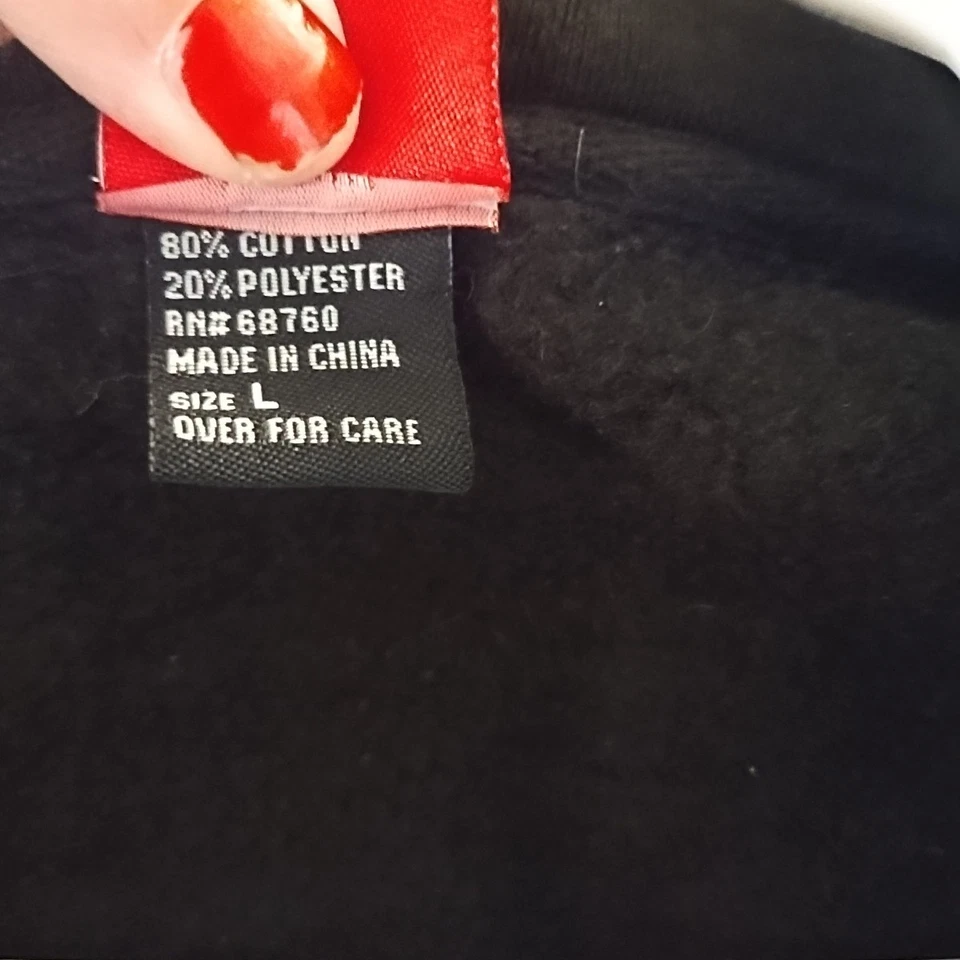 80% COTTON
20% POLYESTER
RN# 68760
MADE IN CHINA
SIZE L
OVER FOR CARE